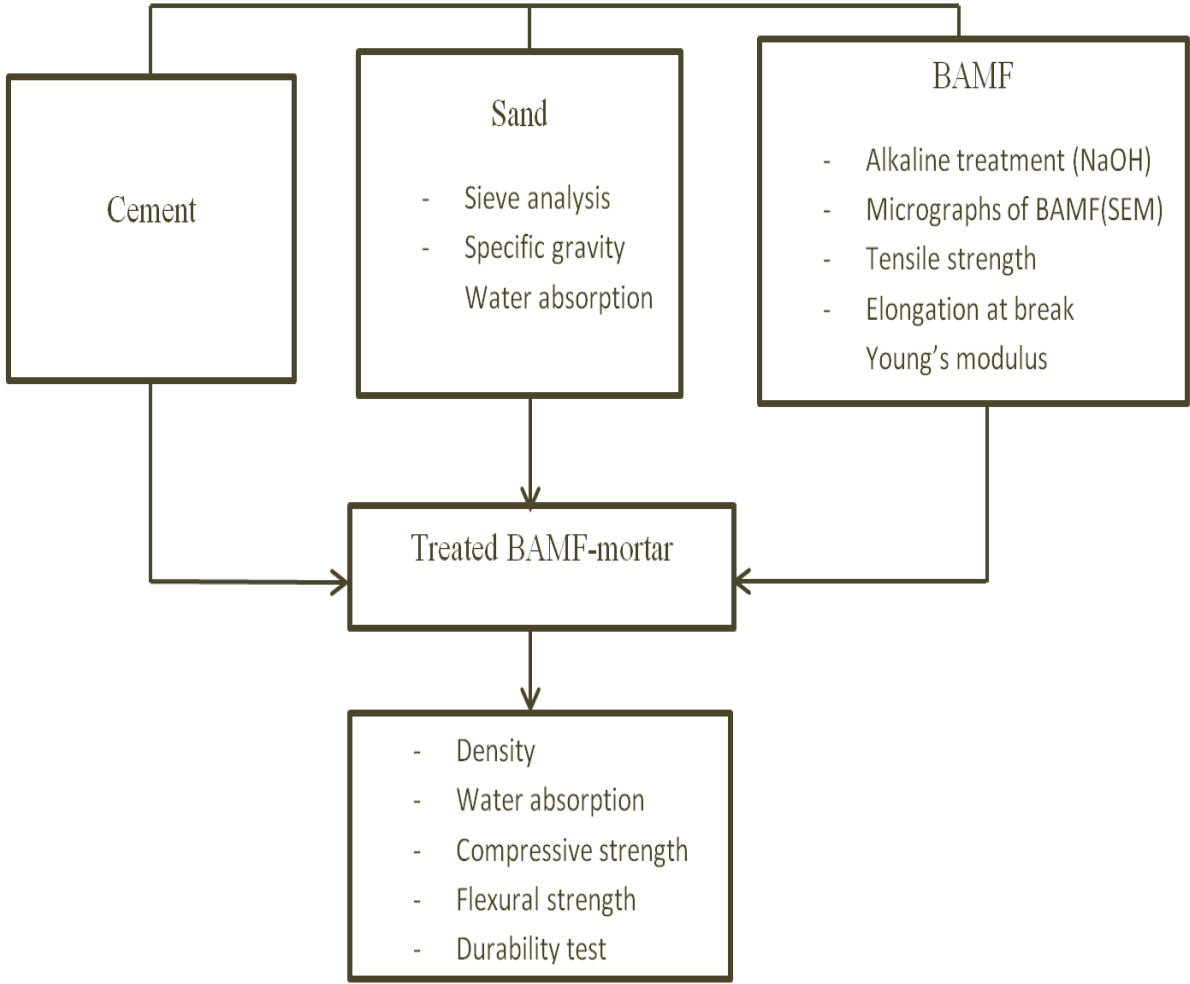 Cement
Sand
- Sieve analysis
- Specific gravity
Water absorption
BAMF
- Alkaline treatment (NaOH)
- Micrographs of BAMF(SEM)
- Tensile strength
- Elongation at break
Young’s modulus
Treated BAMF-mortar
- Density
- Water absorption
- Compressive strength
- Flexural strength
- Durability test